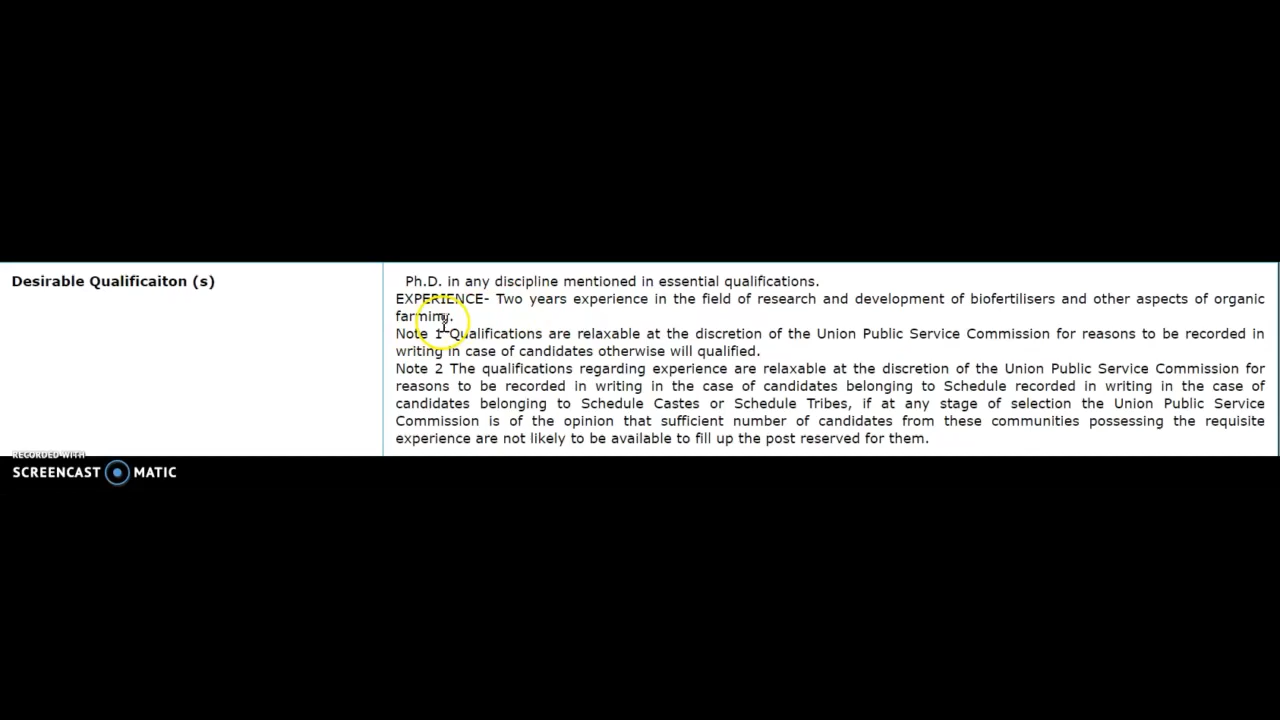 Desirable Qualificaiton (s)
Ph.D. in any discipline mentioned in essential qualifications.
EXPERIENCE- Two years experience in the field of research and development of biofertilisers and other aspects of organic
farming.
Note 1 Qualifications are relaxable at the discretion of the Union Public Service Commission for reasons to be recorded in
writing in case of candidates otherwise will qualified.
Note 2 The qualifications regarding experience are relaxable at the discretion of the Union Public Service Commission for
reasons to be recorded in writing in the case of candidates belonging to Schedule recorded in writing in the case of
candidates belonging to Schedule Castes or Schedule Tribes, if at any stage of selection the Union Public Service
Commission is of the opinion that sufficient number of candidates from these communities possessing the requisite
experience are not likely to be available to fill up the post reserved for them.
RECORDED WITH
SCREENCAST MATIC